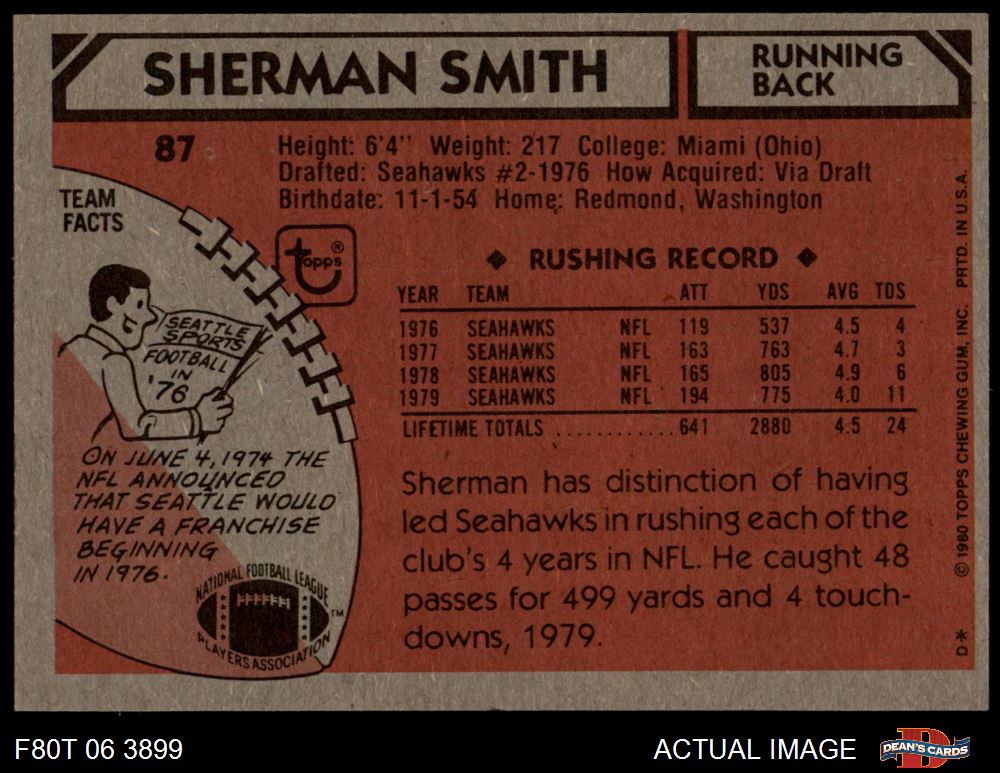 SHERMAN SMITH
RUNNING
BACK
87
Height: 6'4" Weight: 217 College: Miami (Ohio)
Drafted: Seahawks #2-1976 How Acquired: Via Draft
Birthdate: 11-1-54 Home: Redmond, Washington
TEAM
FACTS
topps®
SEATTLE
SPORTS
FOOTBALL
IN
'76
ON JUNE 4, 1974 THE
NFL ANNOUNCED
THAT SEATTLE WOULD
HAVE A FRANCHISE
BEGINNING
IN 1976.
NATIONAL FOOTBALL LEAGUE
PLAYERS ASSOCIATION
™
◆ RUSHING RECORD ◆
YEAR TEAM ATT YDS AVG TDS
1976 SEAHAWKS NFL 119 537 4.5 4
1977 SEAHAWKS NFL 163 763 4.7 3
1978 SEAHAWKS NFL 165 805 4.9 6
1979 SEAHAWKS NFL 194 775 4.0 11
LIFETIME TOTALS ............ 641 2880 4.5 24
Sherman has distinction of having
led Seahawks in rushing each of the
club's 4 years in NFL. He caught 48
passes for 499 yards and 4 touch-
downs, 1979.
D* © 1980 TOPPS CHEWING GUM, INC. PRTD. IN U.S.A.
F80T 06 3899
ACTUAL IMAGE
DEAN'S CARDS